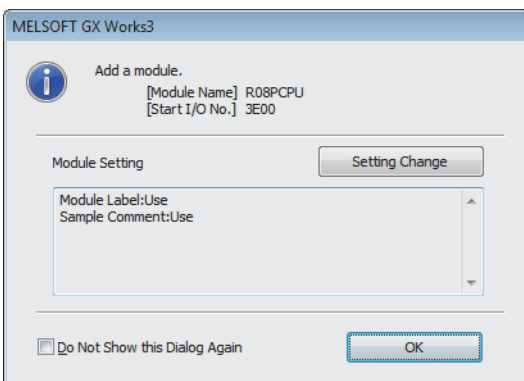 MELSOFT GX Works3
Add a module.
[Module Name] R08PCPU
[Start I/O No.] 3E00
Module Setting
Setting Change
Module Label:Use
Sample Comment:Use
Do Not Show this Dialog Again
OK